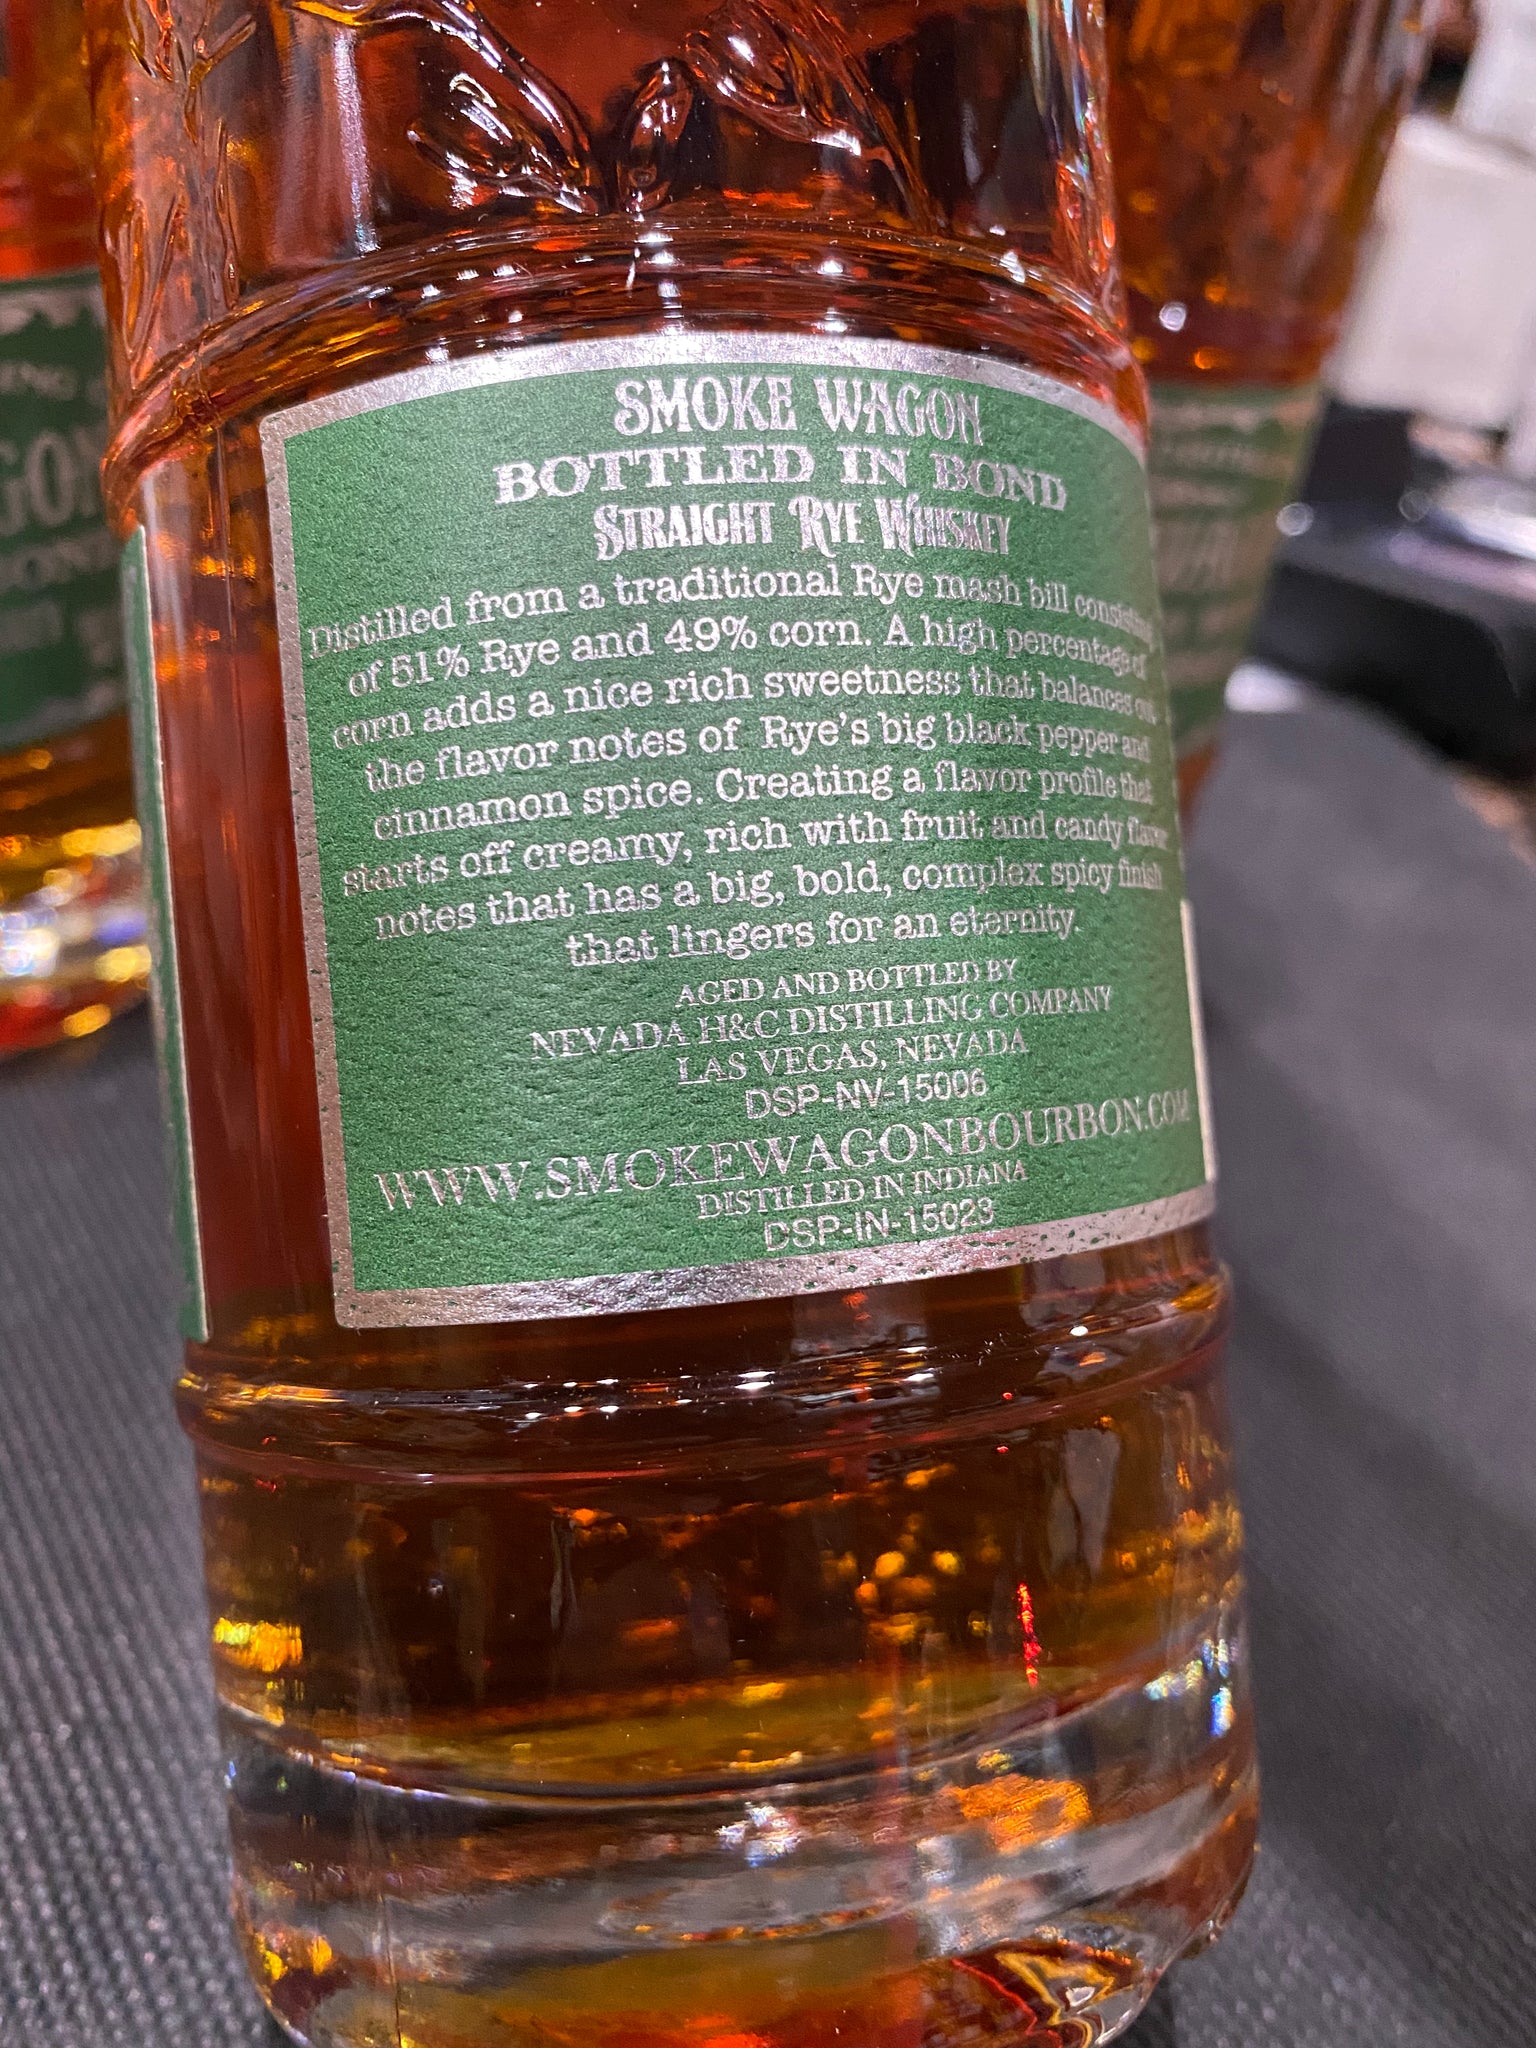 SMOKE WAGON
BOTTLED IN BOND
STRAIGHT RYE WHISKEY
Distilled from a traditional Rye mash bill consisting
of 51% Rye and 49% corn. A high percentage of
corn adds a nice rich sweetness that balances out
the flavor notes of Rye's big black pepper and
cinnamon spice. Creating a flavor profile that
starts off creamy, rich with fruit and candy flavor
notes that has a big, bold, complex spicy finish
that lingers for an eternity.
AGED AND BOTTLED BY
NEVADA H&C DISTILLING COMPANY
LAS VEGAS, NEVADA
DSP-NV-15006
WWW.SMOKEWAGONBOURBON.COM
DISTILLED IN INDIANA
DSP-IN-15023